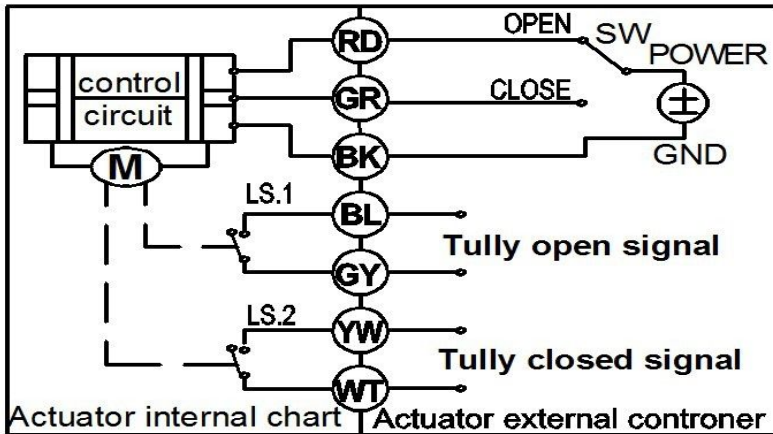 RD
OPEN
SW
POWER
control
circuit
GR
CLOSE
±
M
BK
GND
LS.1
BL
Tully open signal
GY
LS.2
YW
Tully closed signal
WT
Actuator internal chart
Actuator external controner